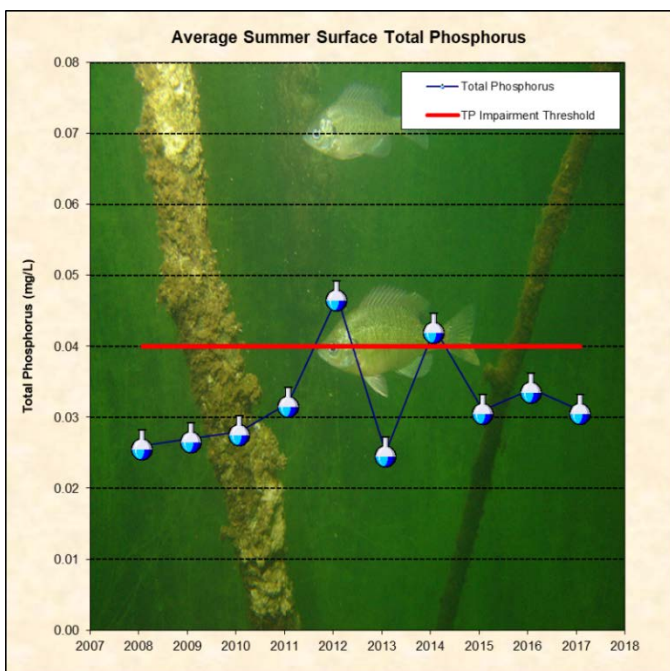 Average Summer Surface Total Phosphorus
Total Phosphorus
TP Impairment Threshold
Total Phosphorus (mg/L)
0.08
0.07
0.06
0.05
0.04
0.03
0.02
0.01
0.00
2007 2008 2009 2010 2011 2012 2013 2014 2015 2016 2017 2018